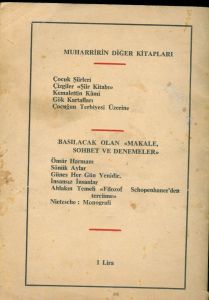 MUHARRİRİN DİĞER KİTAPLARI
Çocuk Şiirleri
Çizgiler «Şiir Kitabı»
Kemalettin Kâmi
Gök Kartalları
Çocuğun Terbiyesi Üzerine
BASILACAK OLAN «MAKALE,
SOHBET VE DENEMELER»
Ömür Harmanı
Sönük Aylar
Güneş Her Gün Yenidir.
İnsansız İnsanlar
Ahlâkın Temeli «Filozof Schopenhauer'den
tercüme»
Nietzsche : Monografi
1 Lira